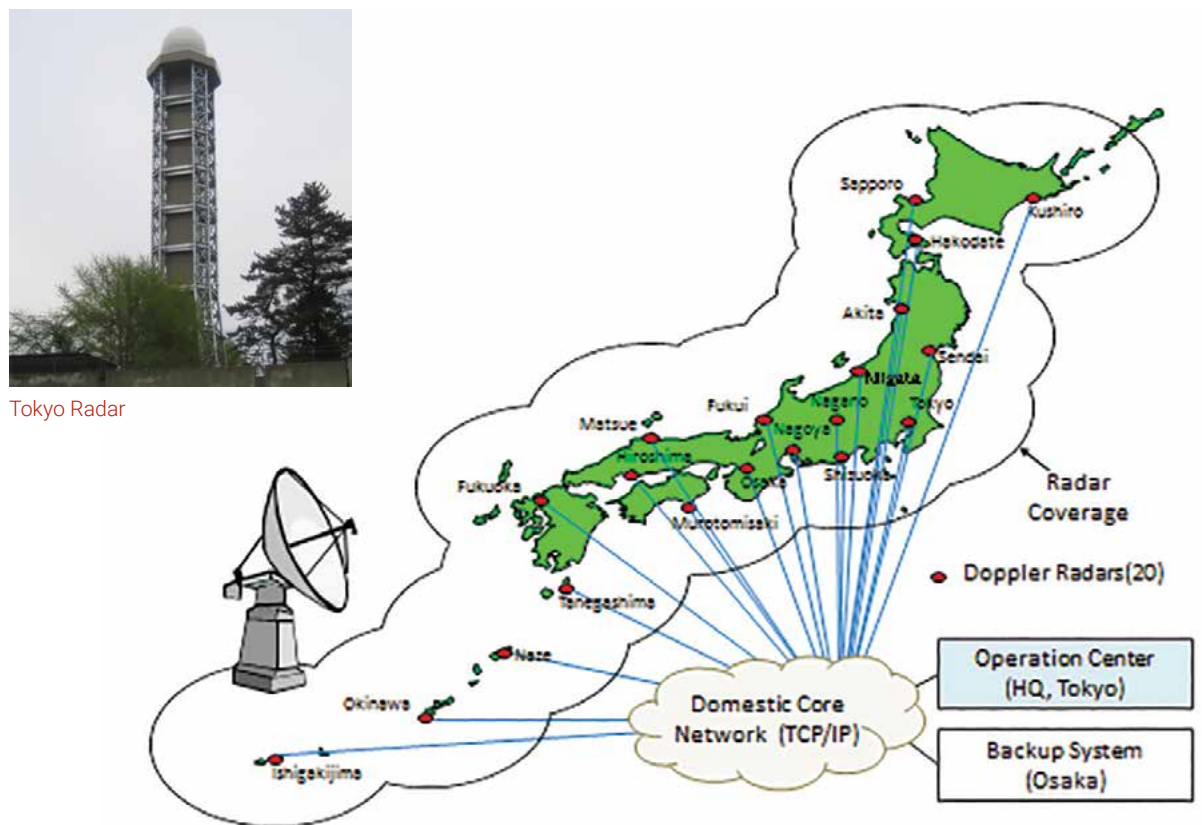 Tokyo Radar
Sapporo
Kushiro
Hakodate
Akita
Sendai
Niigata
Fukui
Nagano
Tokyo
Matsue
Nagoya
Hiroshima
Osaka
Shizuoka
Fukuoka
Murotomisaki
Radar
Coverage
Doppler Radars(20)
Tanegashima
Naze
Okinawa
Ishigakijima
Domestic Core
Network (TCP/IP)
Operation Center
(HQ, Tokyo)
Backup System
(Osaka)